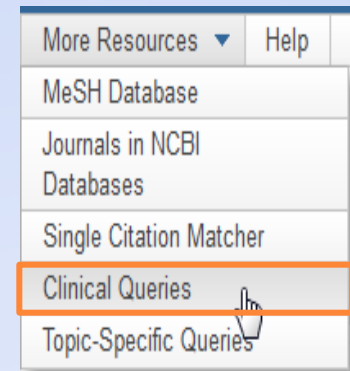 More Resources ▼ Help
MeSH Database
Journals in NCBI
Databases
Single Citation Matcher
Clinical Queries
Topic-Specific Queries